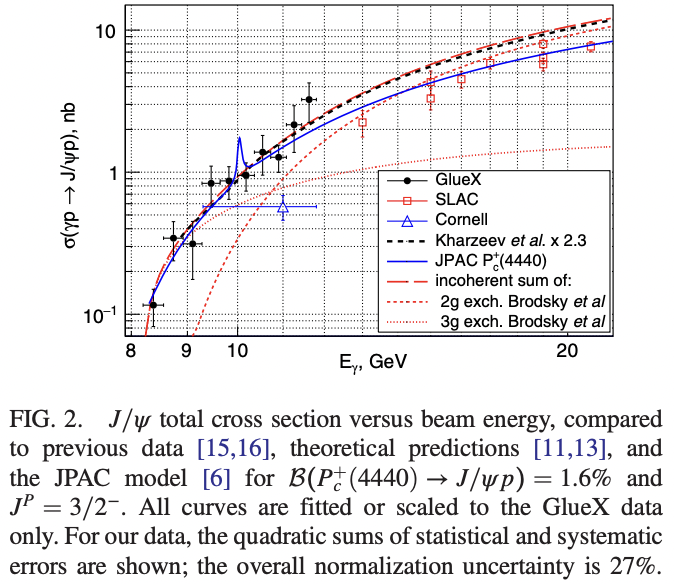 10
1
10⁻¹
σ(γp → J/ψp), nb
GlueX
SLAC
Cornell
Kharzeev et al. x 2.3
JPAC P⁺c(4440)
incoherent sum of:
2g exch. Brodsky et al
3g exch. Brodsky et al
8 9 10 20
Eγ, GeV
FIG. 2. J/ψ total cross section versus beam energy, compared
to previous data [15,16], theoretical predictions [11,13], and
the JPAC model [6] for ℬ(P⁺c(4440) → J/ψp) = 1.6% and
Jᴾ = 3/2⁻. All curves are fitted or scaled to the GlueX data
only. For our data, the quadratic sums of statistical and systematic
errors are shown; the overall normalization uncertainty is 27%.